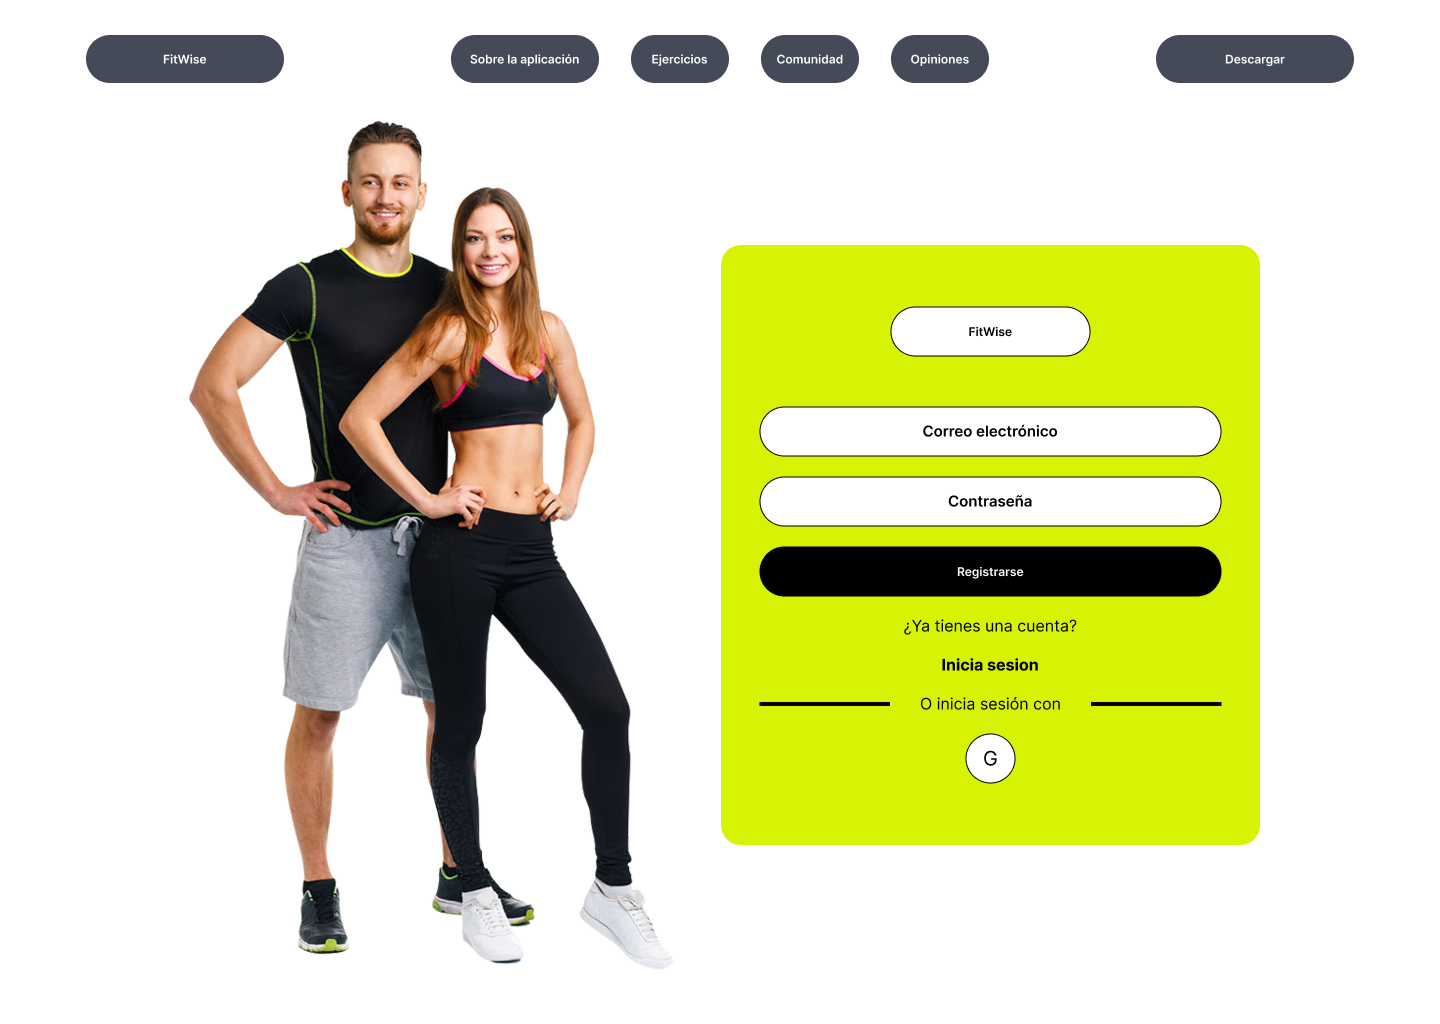 FitWise
Sobre la aplicación
Ejercicios
Comunidad
Opiniones
Descargar
FitWise
Correo electrónico
Contraseña
Registrarse
¿Ya tienes una cuenta?
Inicia sesion
O inicia sesión con
G